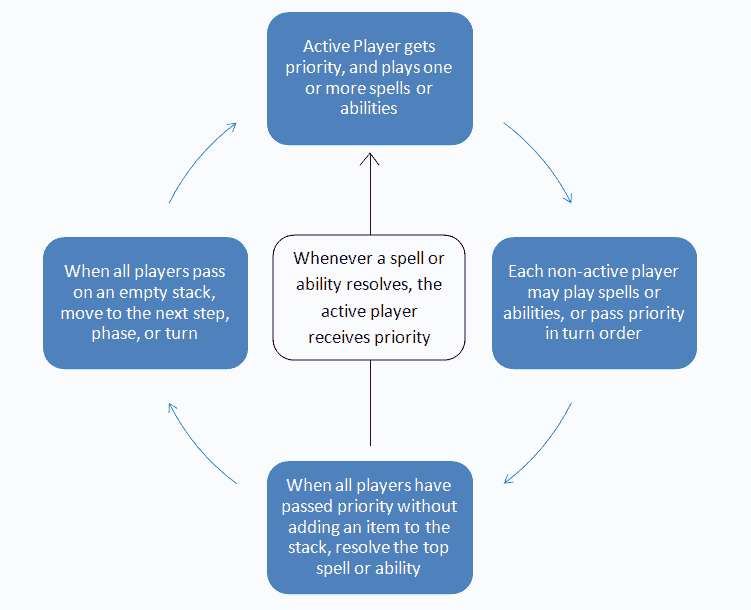 Active Player gets
priority, and plays one
or more spells or
abilities
Each non-active player
may play spells or
abilities, or pass priority
in turn order
When all players have
passed priority without
adding an item to the
stack, resolve the top
spell or ability
When all players pass
on an empty stack,
move to the next step,
phase, or turn
Whenever a spell or
ability resolves, the
active player
receives priority